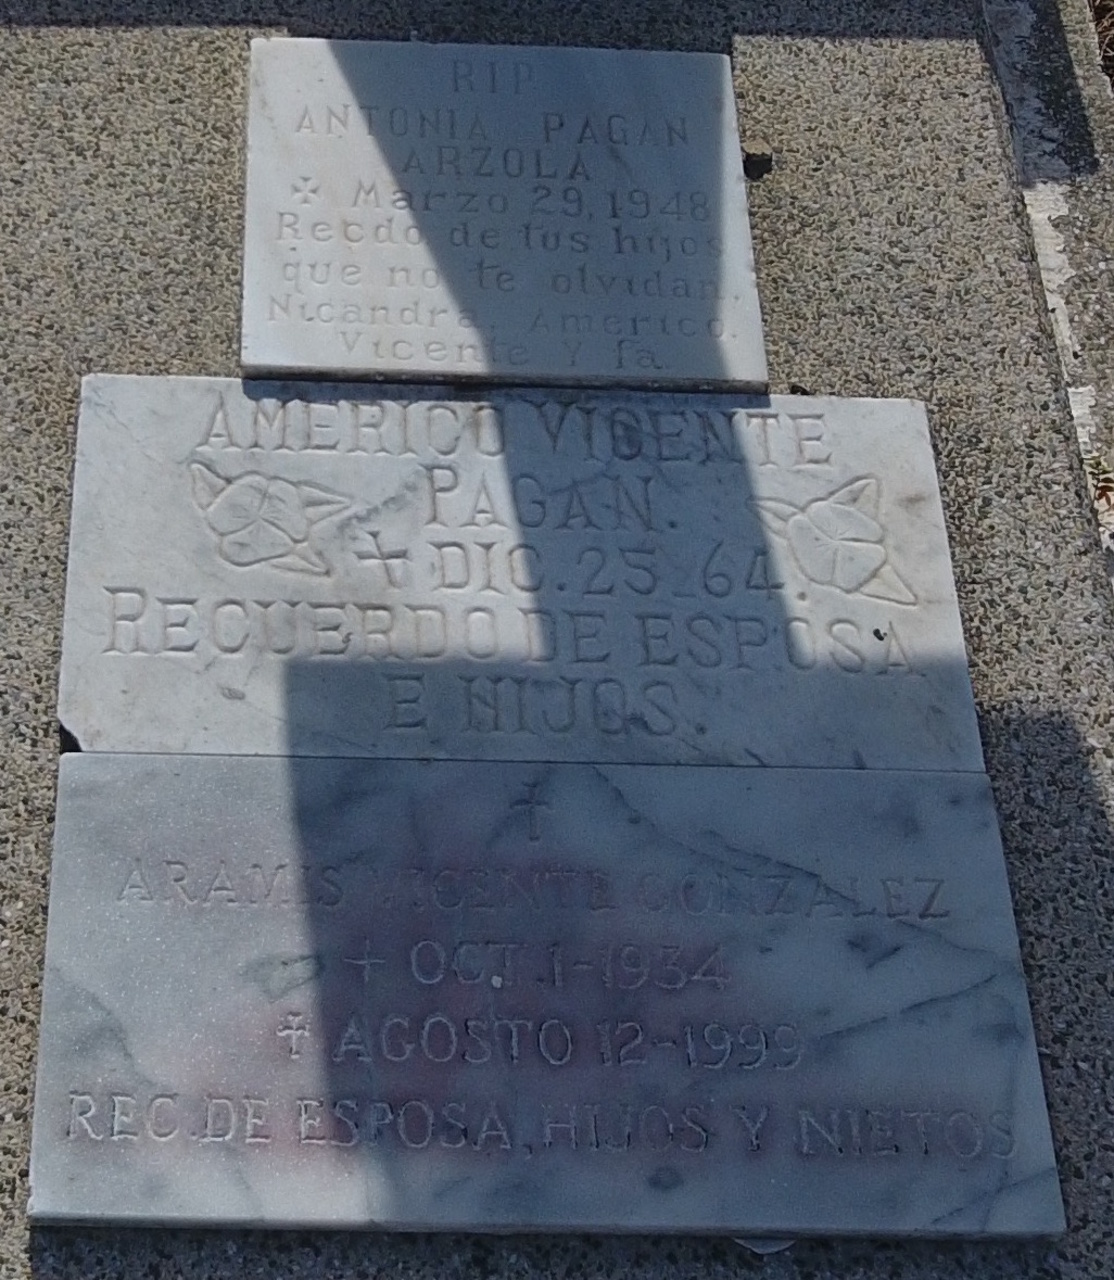 RIP
ANTONIA PAGAN
ARZOLA
✝ Marzo 29, 1948
Recdo de tus hijos
que no te olvidan,
Nicandra, Americo.
Vicente y fa.
AMERICO VICENTE
PAGAN.
✝ DIC. 25_64.
RECUERDO DE ESPOSA
E HIJOS.
✝
ARAMIS VICENTE GONZALEZ
+ OCT.1-1934
✝ AGOSTO 12-1999
REC. DE ESPOSA, HIJOS Y NIETOS